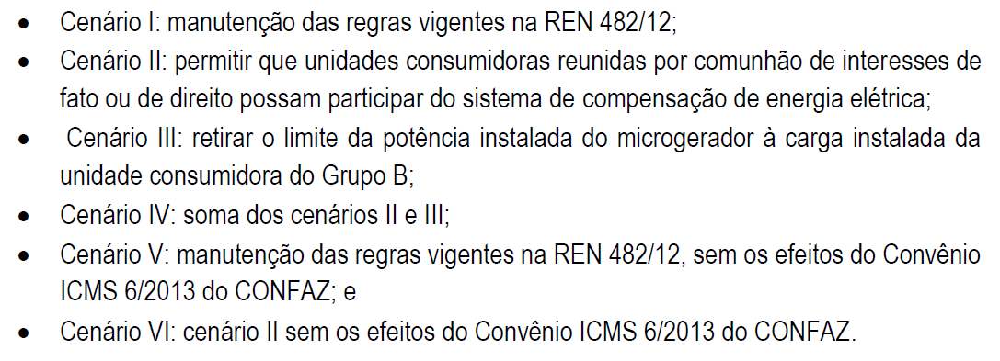 • Cenário I: manutenção das regras vigentes na REN 482/12;
• Cenário II: permitir que unidades consumidoras reunidas por comunhão de interesses de
fato ou de direito possam participar do sistema de compensação de energia elétrica;
• Cenário III: retirar o limite da potência instalada do microgerador à carga instalada da
unidade consumidora do Grupo B;
• Cenário IV: soma dos cenários II e III;
• Cenário V: manutenção das regras vigentes na REN 482/12, sem os efeitos do Convênio
ICMS 6/2013 do CONFAZ; e
• Cenário VI: cenário II sem os efeitos do Convênio ICMS 6/2013 do CONFAZ.